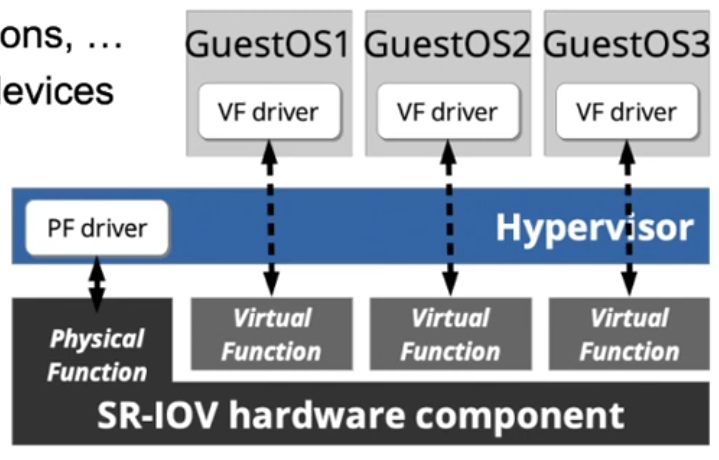 ons, …
levices
GuestOS1 GuestOS2 GuestOS3
VF driver VF driver VF driver
PF driver
Hypervisor
Physical
Function
Virtual
Function
Virtual
Function
Virtual
Function
SR-IOV hardware component